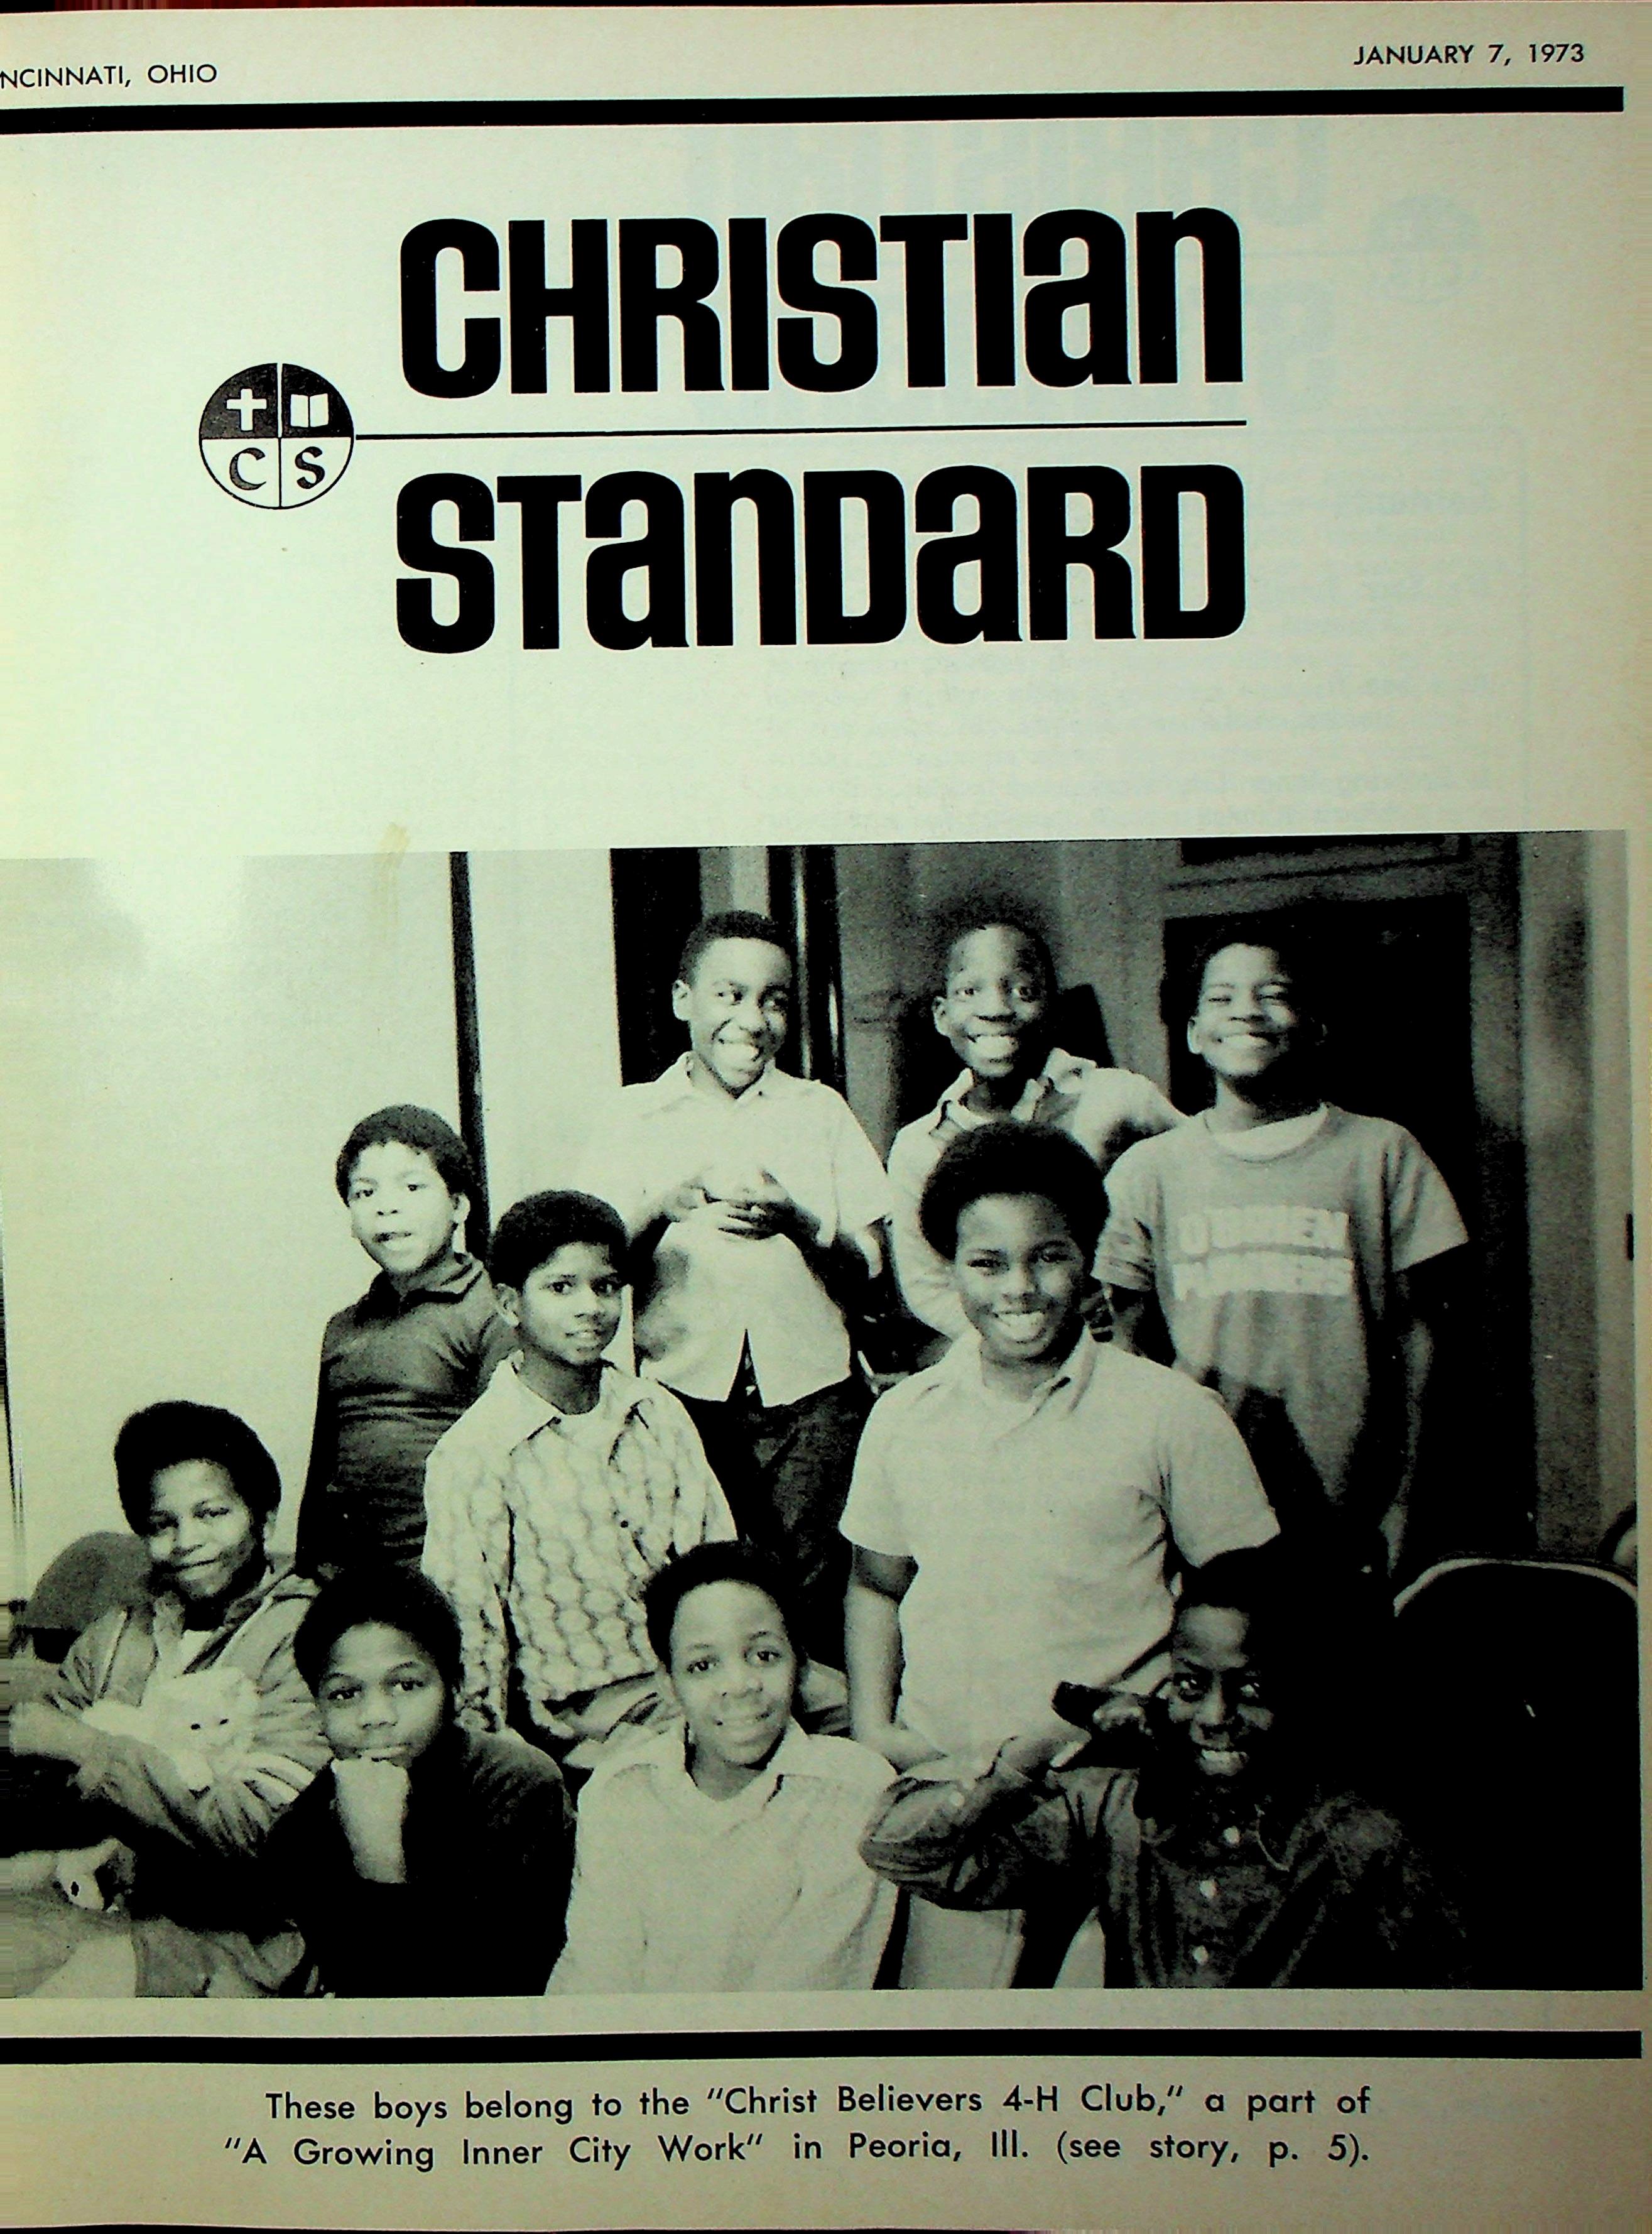 NCINNATI, OHIO
JANUARY 7, 1973
CHRISTIan
C S
STanDaRD
These boys belong to the "Christ Believers 4-H Club," a part of
"A Growing Inner City Work" in Peoria, Ill. (see story, p. 5).